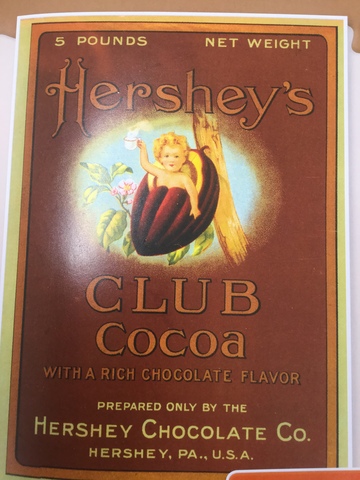 5 POUNDS NET WEIGHT
Hershey's
CLUB
Cocoa
WITH A RICH CHOCOLATE FLAVOR
PREPARED ONLY BY THE
HERSHEY CHOCOLATE CO.
HERSHEY, PA., U.S.A.